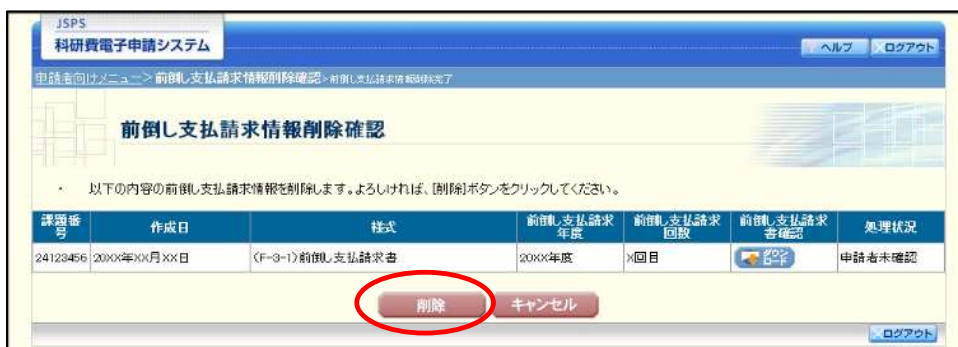 JSPS
科研費電子申請システム
ヘルプ ログアウト
申請者向けメニュー>前倒し支払請求情報削除確認>前倒し支払請求情報削除完了
前倒し支払請求情報削除確認
・ 以下の内容の前倒し支払請求情報を削除します。よろしければ、[削除]ボタンをクリックしてください。
課題番号 作成日 様式 前倒し支払請求年度 前倒し支払請求回数 前倒し支払請求書確認 処理状況
24123456 20XX年XX月XX日 (F-3-1)前倒し支払請求書 20XX年度 X回目 ダウンロード 申請者未確認
削除 キャンセル
ログアウト